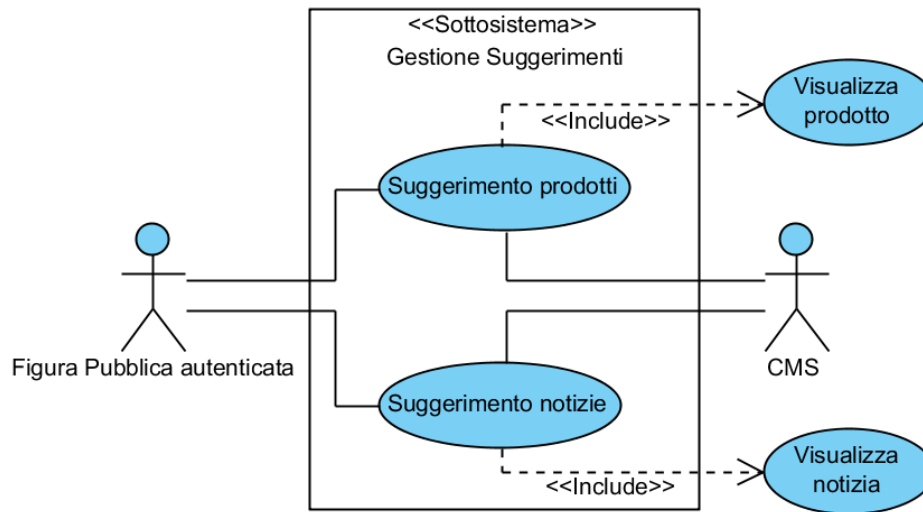 <<Sottosistema>>
Gestione Suggerimenti
Visualizza
prodotto
<<Include>>
Suggerimento prodotti
Figura Pubblica autenticata
CMS
Suggerimento notizie
Visualizza
notizia
<<Include>>